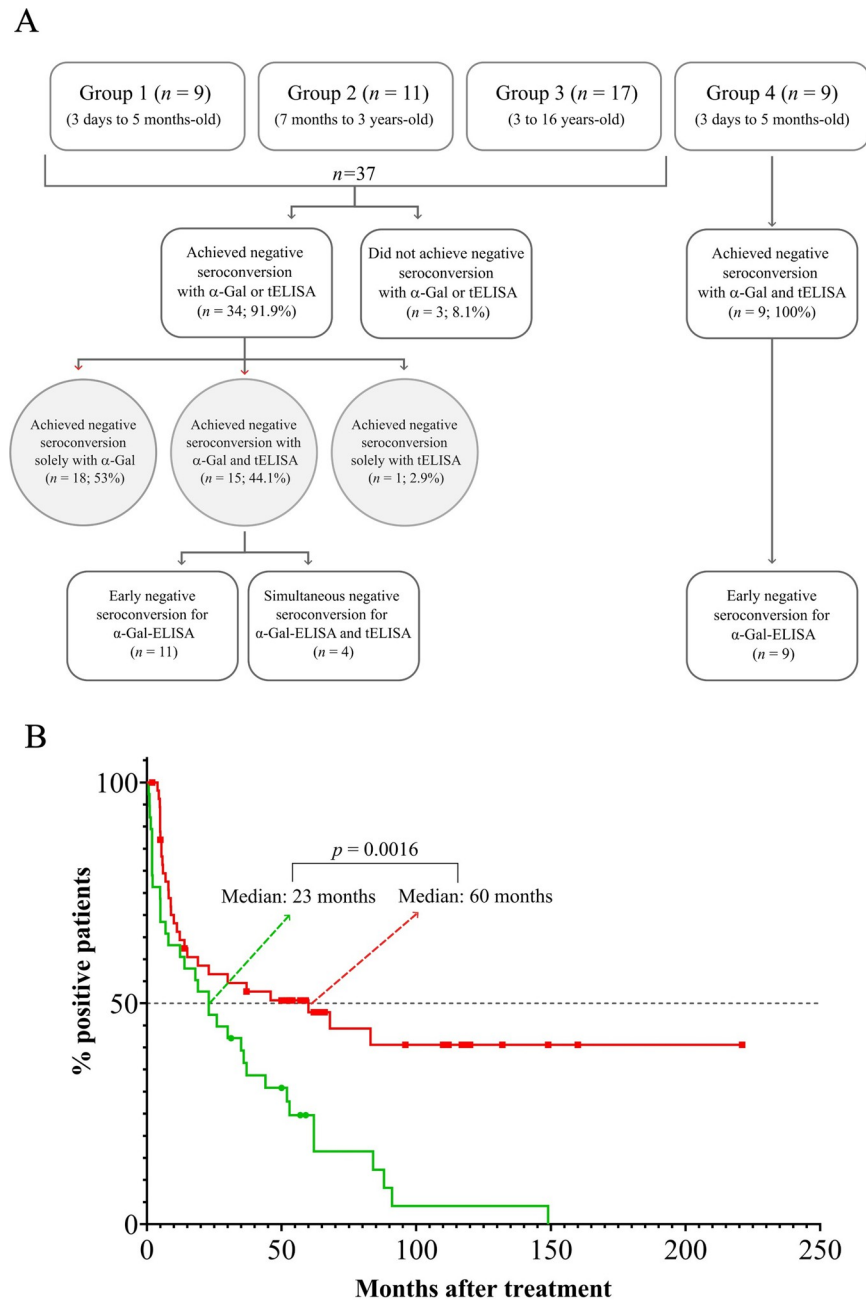 A
Group 1 (n = 9)
(3 days to 5 months-old)
Group 2 (n = 11)
(7 months to 3 years-old)
Group 3 (n = 17)
(3 to 16 years-old)
Group 4 (n = 9)
(3 days to 5 months-old)
n=37
Achieved negative
seroconversion
with α-Gal or tELISA
(n = 34; 91.9%)
Did not achieve negative
seroconversion
with α-Gal or tELISA
(n = 3; 8.1%)
Achieved negative
seroconversion
with α-Gal and tELISA
(n = 9; 100%)
Achieved negative
seroconversion
solely with α-Gal
(n = 18; 53%)
Achieved negative
seroconversion with
α-Gal and tELISA
(n = 15; 44.1%)
Achieved negative
seroconversion
solely with tELISA
(n = 1; 2.9%)
Early negative
seroconversion for
α-Gal-ELISA
(n = 11)
Simultaneous negative
seroconversion for
α-Gal-ELISA and tELISA
(n = 4)
Early negative
seroconversion for
α-Gal-ELISA
(n = 9)
B
% positive patients
100
50
0
p = 0.0016
Median: 23 months
Median: 60 months
0 50 100 150 200 250
Months after treatment